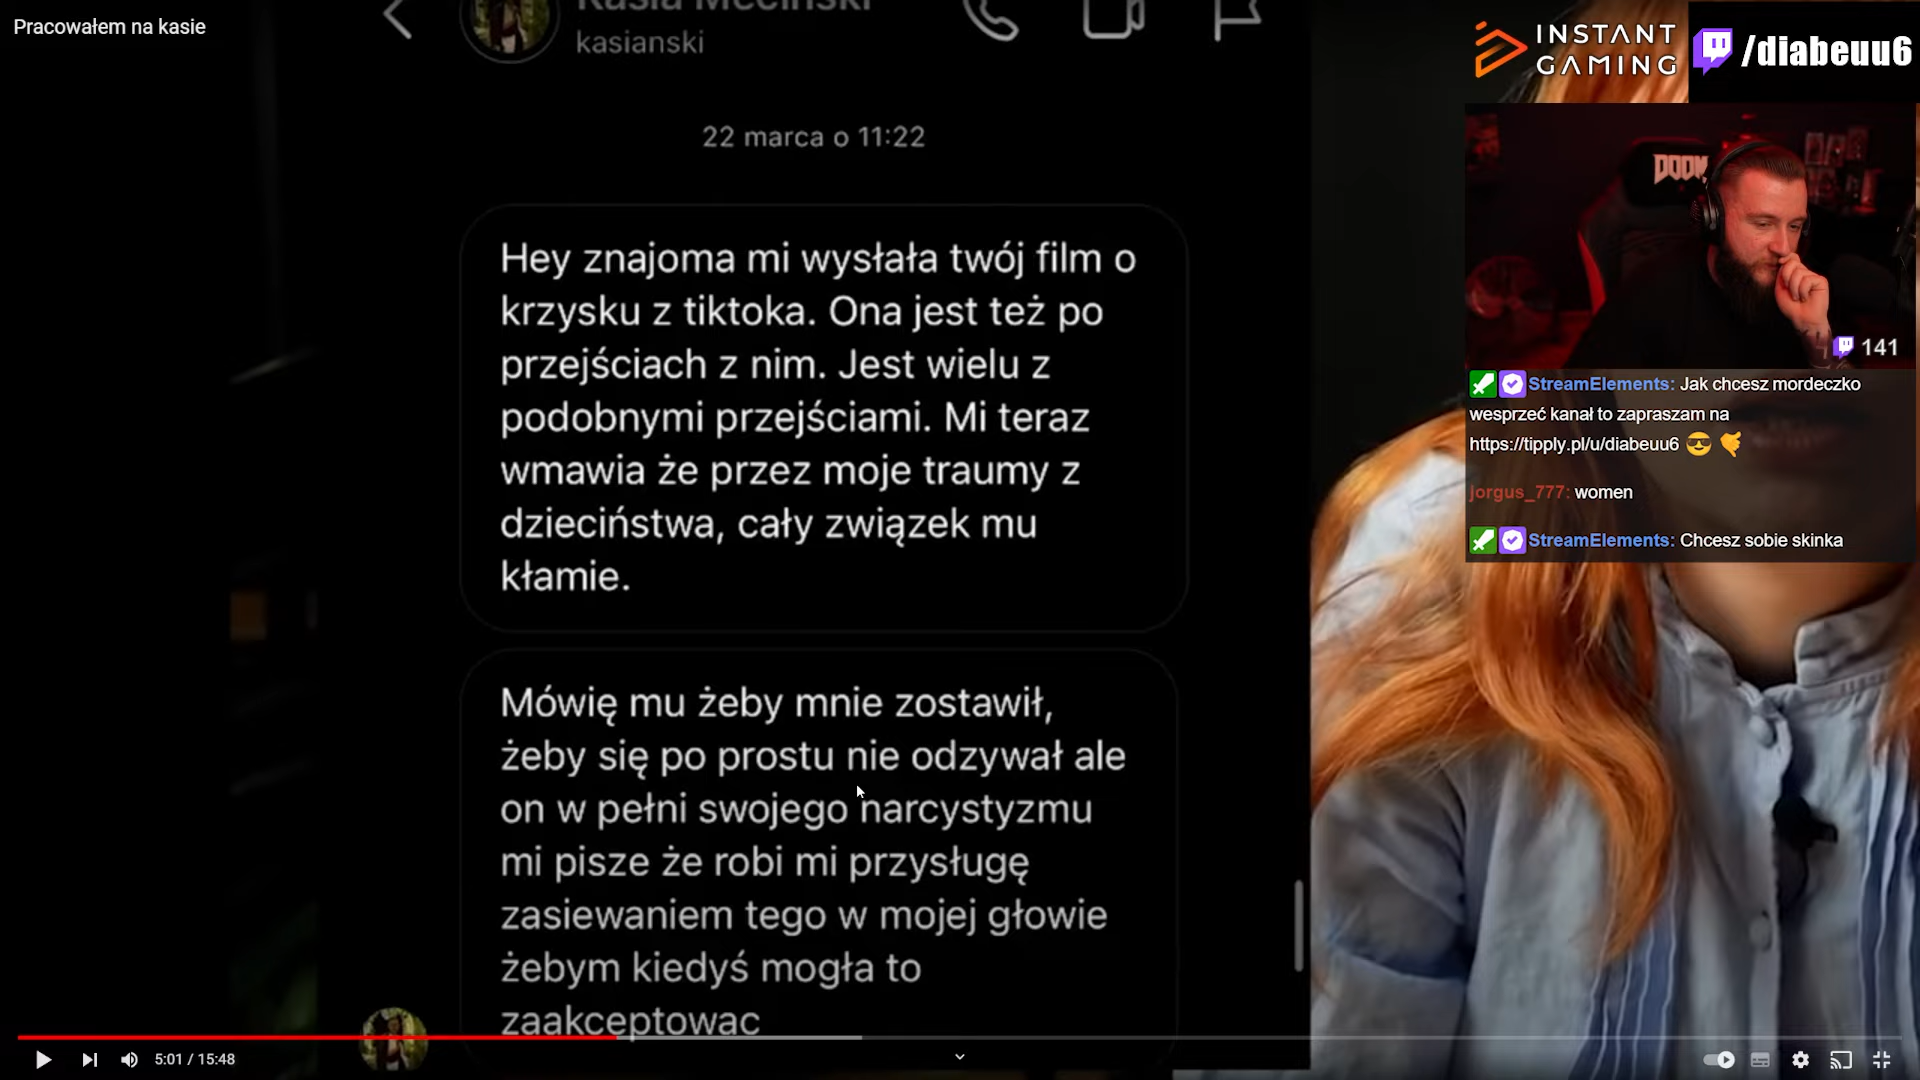 Pracowałem na kasie
kasianski
22 marca o 11:22
Hey znajoma mi wysłała twój film o
krzysku z tiktoka. Ona jest też po
przejściach z nim. Jest wielu z
podobnymi przejściami. Mi teraz
wmawia że przez moje traumy z
dzieciństwa, cały związek mu
kłamie.
Mówię mu żeby mnie zostawił,
żeby się po prostu nie odzywał ale
on w pełni swojego narcystyzmu
mi pisze że robi mi przysługę
zasiewaniem tego w mojej głowie
żebym kiedyś mogła to
zaakceptowac
5:01 / 15:48
INSTANT
GAMING
/diabeuu6
DOOM
141
StreamElements: Jak chcesz mordeczko
wesprzeć kanał to zapraszam na
https://tipply.pl/u/diabeuu6 😎 🤙
jorgus_777: women
StreamElements: Chcesz sobie skinka